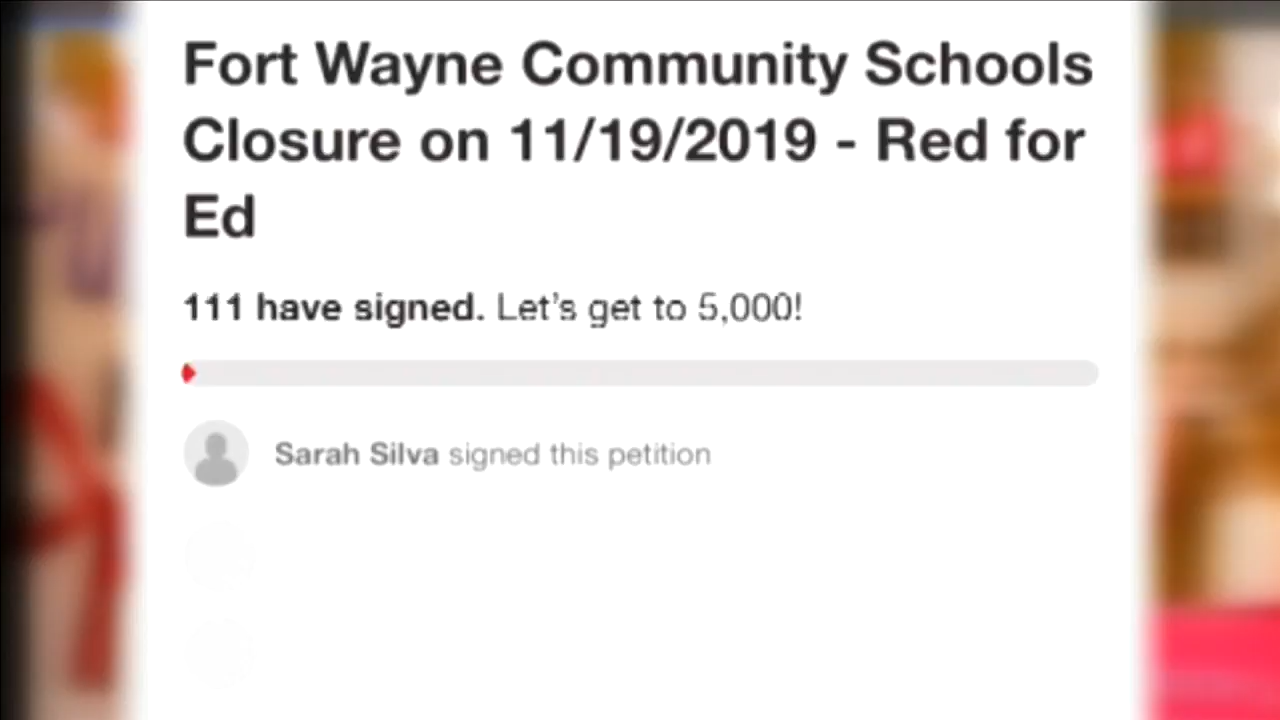 Fort Wayne Community Schools
Closure on 11/19/2019 - Red for
Ed
111 have signed. Let's get to 5,000!
Sarah Silva signed this petition